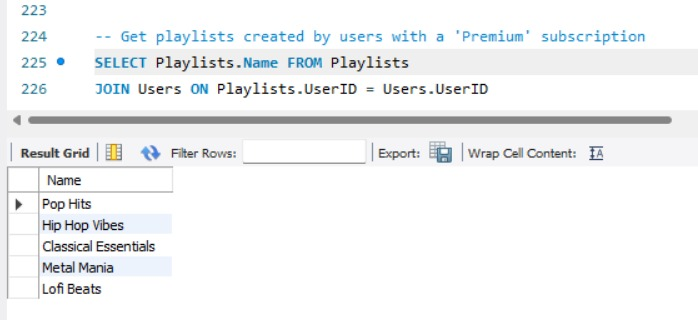 223
224 -- Get playlists created by users with a 'Premium' subscription
225 SELECT Playlists.Name FROM Playlists
226 JOIN Users ON Playlists.UserID = Users.UserID
Result Grid Filter Rows: Export: Wrap Cell Content: IA
Name
Pop Hits
Hip Hop Vibes
Classical Essentials
Metal Mania
Lofi Beats